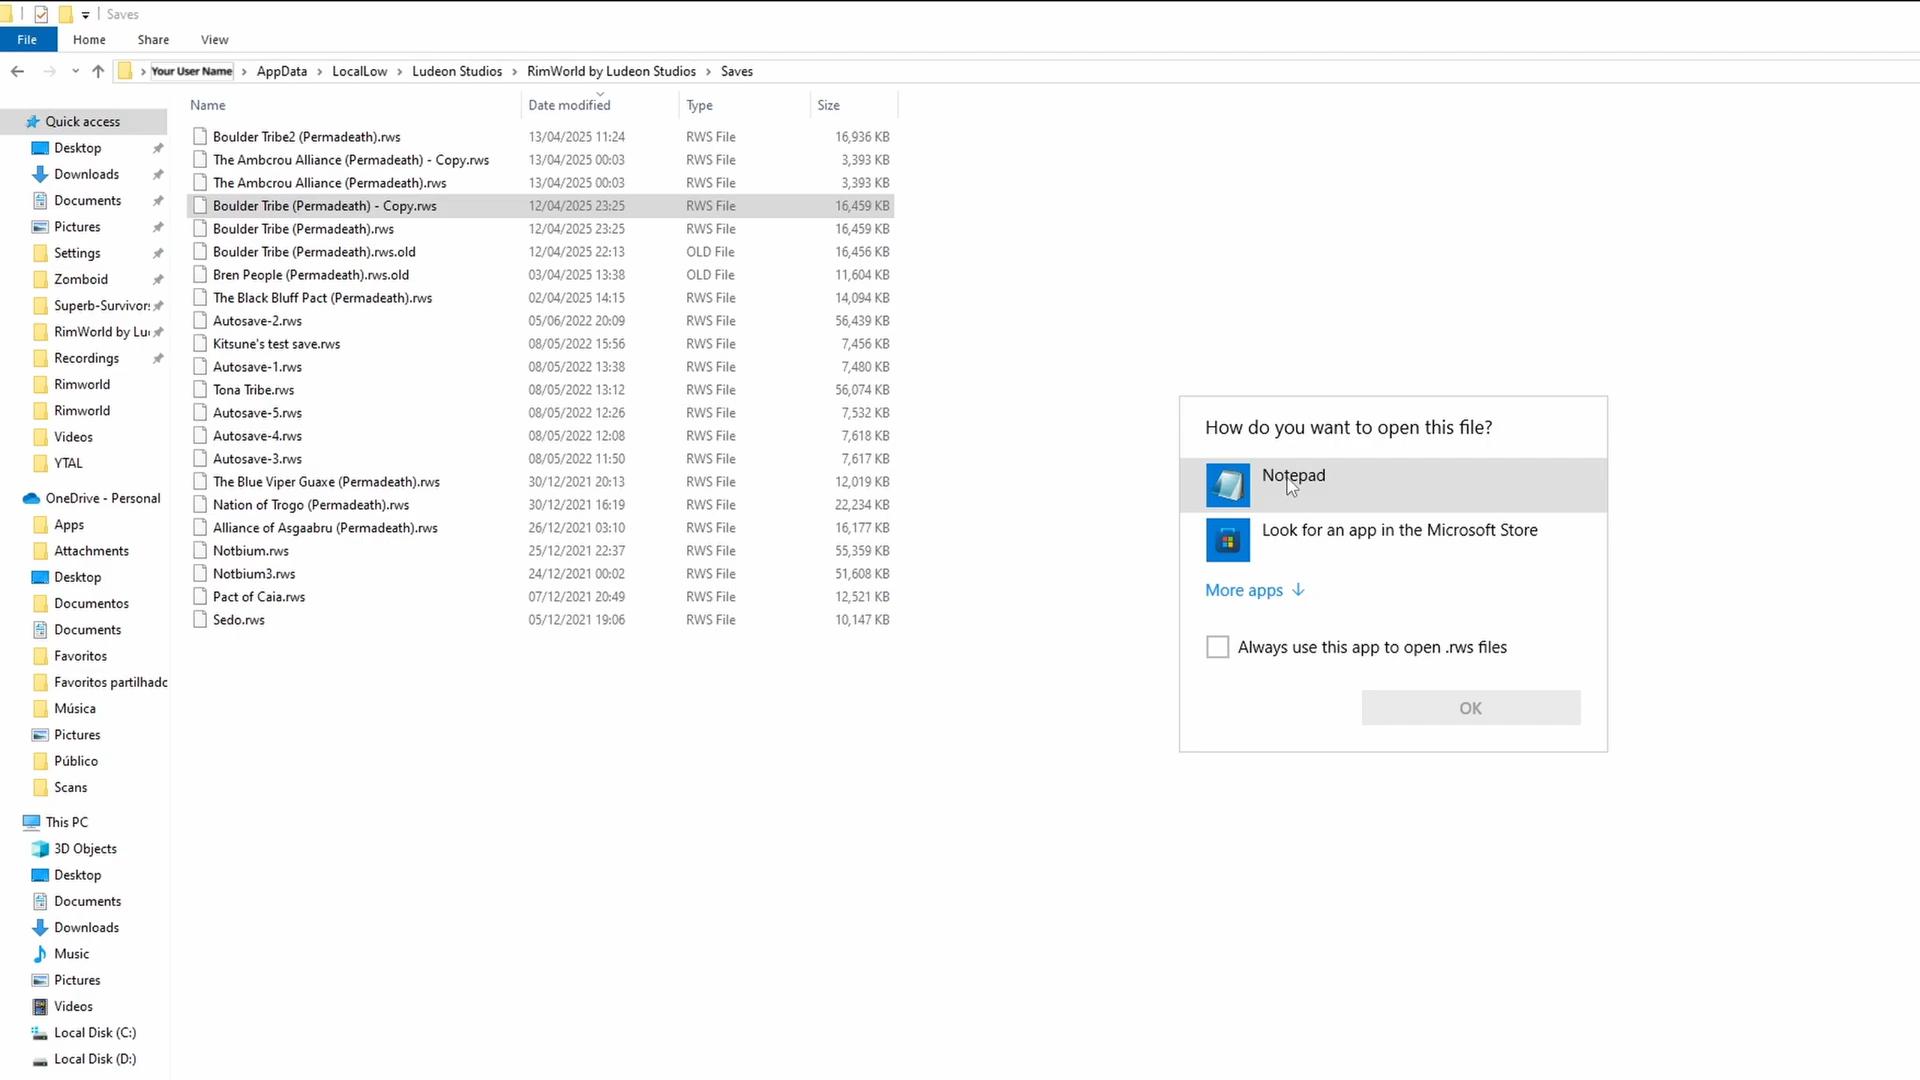 Saves
File Home Share View
Your User Name > AppData > LocalLow > Ludeon Studios > RimWorld by Ludeon Studios > Saves
Name Date modified Type Size
Boulder Tribe2 (Permadeath).rws 13/04/2025 11:24 RWS File 16,936 KB
The Ambcrou Alliance (Permadeath) - Copy.rws 13/04/2025 00:03 RWS File 3,393 KB
The Ambcrou Alliance (Permadeath).rws 13/04/2025 00:03 RWS File 3,393 KB
Boulder Tribe (Permadeath) - Copy.rws 12/04/2025 23:25 RWS File 16,459 KB
Boulder Tribe (Permadeath).rws 12/04/2025 23:25 RWS File 16,459 KB
Boulder Tribe (Permadeath).rws.old 12/04/2025 22:13 OLD File 16,456 KB
Bren People (Permadeath).rws.old 03/04/2025 13:38 OLD File 11,604 KB
The Black Bluff Pact (Permadeath).rws 02/04/2025 14:15 RWS File 14,094 KB
Autosave-2.rws 05/06/2022 20:09 RWS File 56,439 KB
Kitsune's test save.rws 08/05/2022 15:56 RWS File 7,456 KB
Autosave-1.rws 08/05/2022 13:38 RWS File 7,480 KB
Tona Tribe.rws 08/05/2022 13:12 RWS File 56,074 KB
Autosave-5.rws 08/05/2022 12:26 RWS File 7,532 KB
Autosave-4.rws 08/05/2022 12:08 RWS File 7,618 KB
Autosave-3.rws 08/05/2022 11:50 RWS File 7,617 KB
The Blue Viper Guaxe (Permadeath).rws 30/12/2021 20:13 RWS File 12,019 KB
Nation of Trogo (Permadeath).rws 30/12/2021 16:19 RWS File 22,234 KB
Alliance of Asgaabru (Permadeath).rws 26/12/2021 03:10 RWS File 16,177 KB
Notbium.rws 25/12/2021 22:37 RWS File 55,359 KB
Notbium3.rws 24/12/2021 00:02 RWS File 51,608 KB
Pact of Caia.rws 07/12/2021 20:49 RWS File 12,521 KB
Sedo.rws 05/12/2021 19:06 RWS File 10,147 KB
Quick access
Desktop
Downloads
Documents
Pictures
Settings
Zomboid
Superb-Survivors
RimWorld by Lu
Recordings
Rimworld
Rimworld
Videos
YTAL
OneDrive - Personal
Apps
Attachments
Desktop
Documentos
Documents
Favoritos
Favoritos partilhado
Música
Pictures
Público
Scans
This PC
3D Objects
Desktop
Documents
Downloads
Music
Pictures
Videos
Local Disk (C:)
Local Disk (D:)
How do you want to open this file?
Notepad
Look for an app in the Microsoft Store
More apps ↓
Always use this app to open .rws files
OK